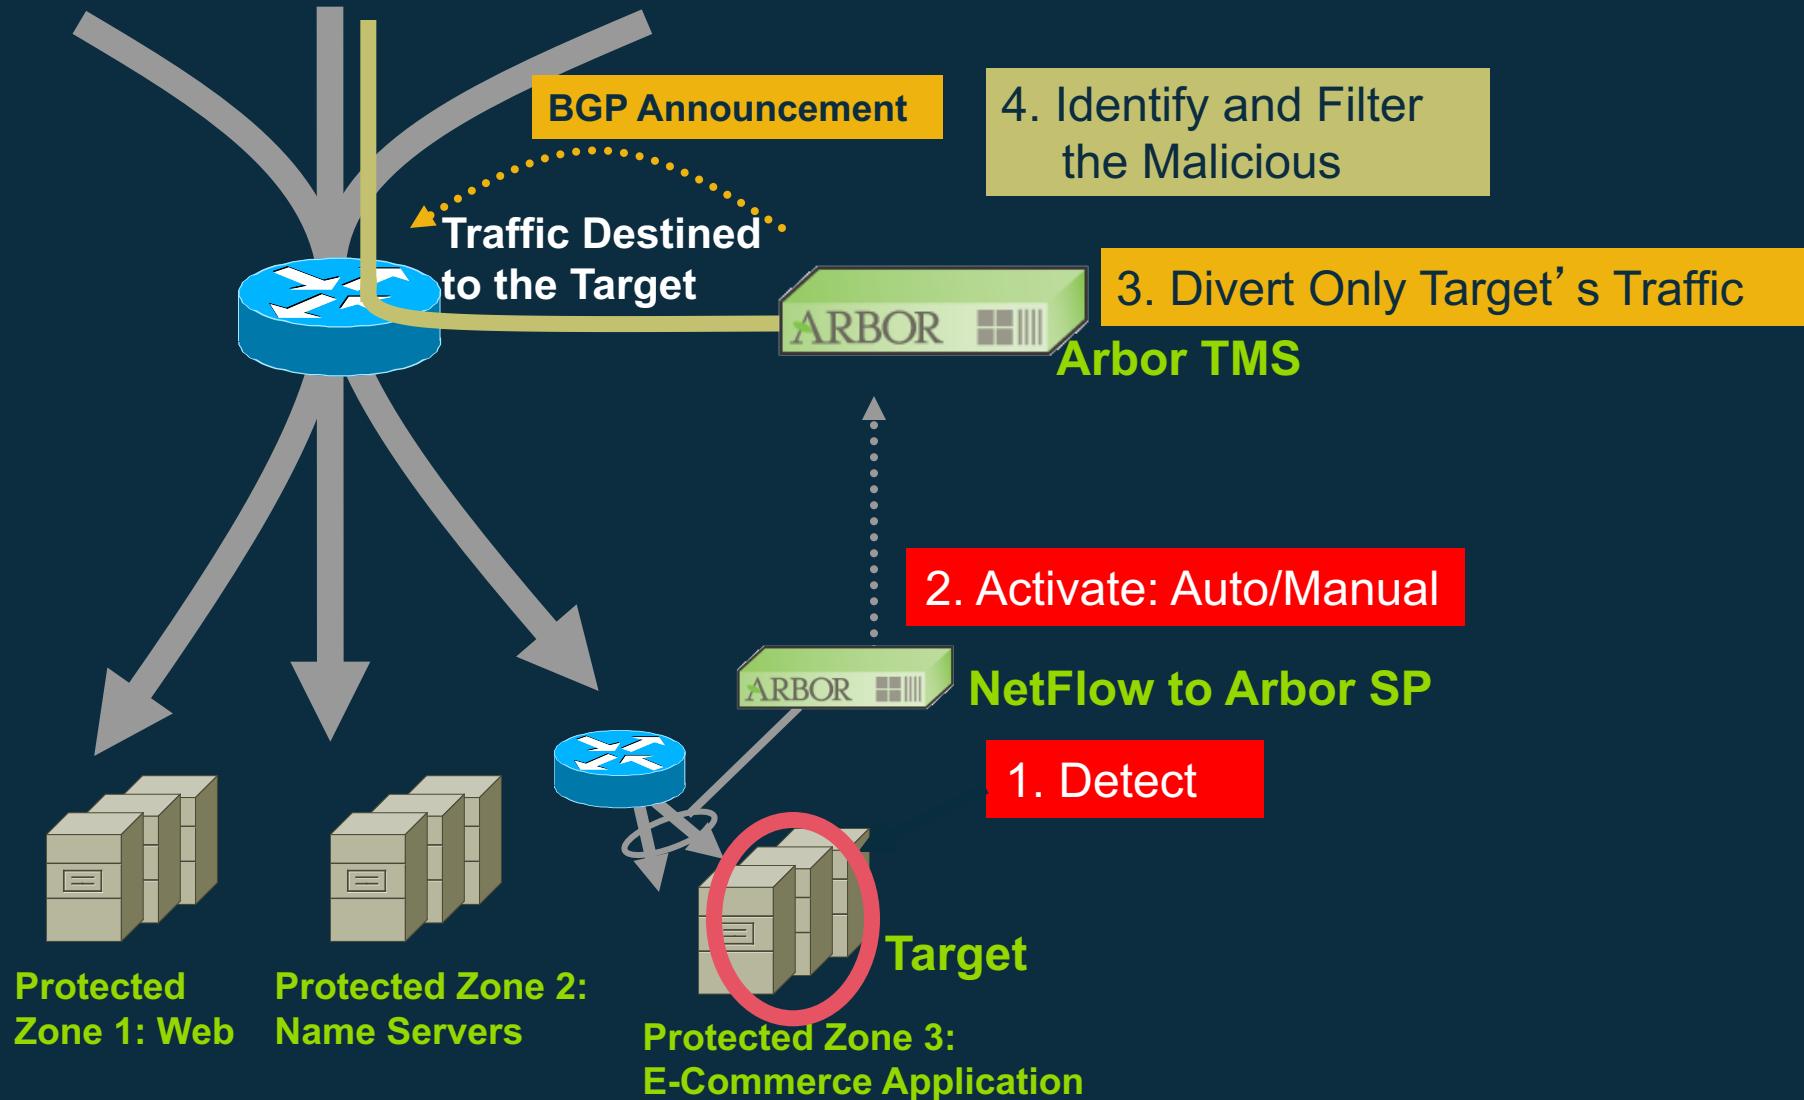 BGP Announcement
4. Identify and Filter
the Malicious
Traffic Destined
to the Target
3. Divert Only Target’s Traffic
ARBOR
Arbor TMS
2. Activate: Auto/Manual
ARBOR
NetFlow to Arbor SP
1. Detect
Target
Protected
Zone 1: Web
Protected Zone 2:
Name Servers
Protected Zone 3:
E-Commerce Application